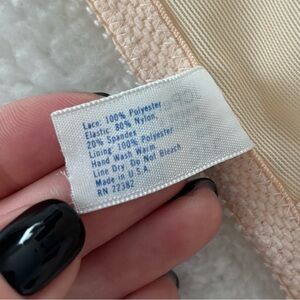 Lace: 100% Polyester
Elastic: 80% Nylon,
20% Spandex
Lining: 100% Polyester
Hand Wash Warm
Line Dry, Do Not Bleach
Made in U.S.A.
RN 22382